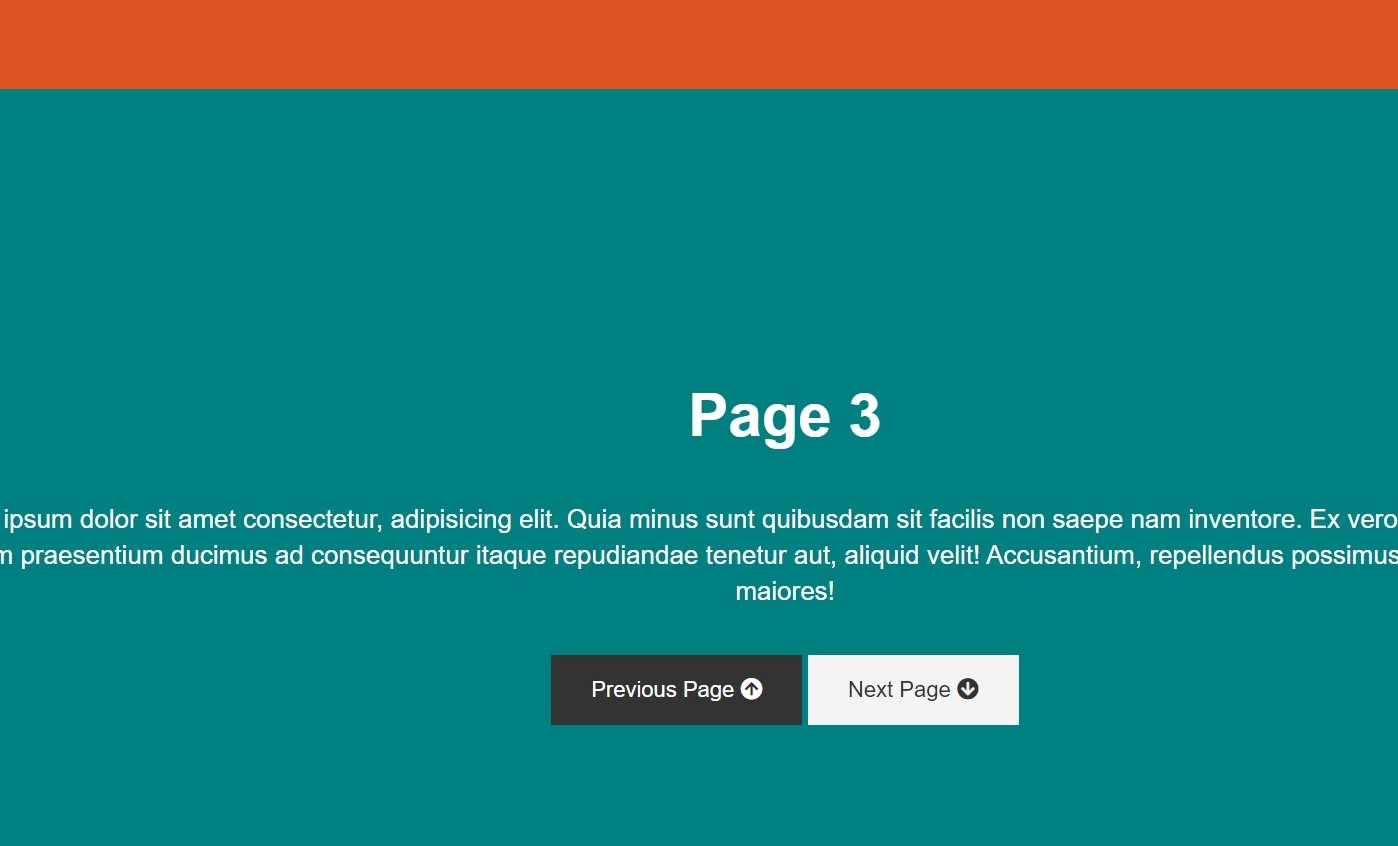 Page 3
ipsum dolor sit amet consectetur, adipisicing elit. Quia minus sunt quibusdam sit facilis non saepe nam inventore. Ex vero
praesentium ducimus ad consequuntur itaque repudiandae tenetur aut, aliquid velit! Accusantium, repellendus possimus
maiores!
Previous Page
Next Page